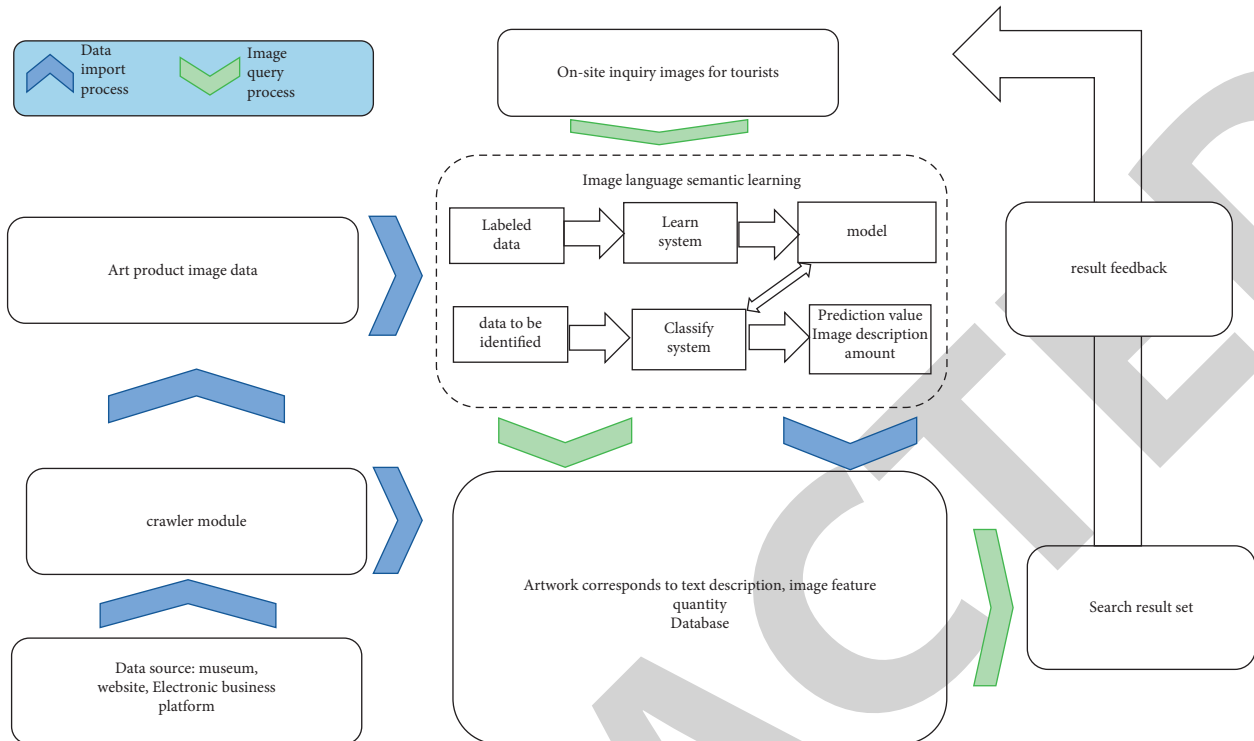 Data
import
process
Image
query
process
On-site inquiry images for tourists
Image language semantic learning
Labeled
data
Learn
system
model
data to be
identified
Classify
system
Prediction value
Image description
amount
Art product image data
result feedback
crawler module
Artwork corresponds to text description, image feature
quantity
Database
Search result set
Data source: museum,
website, Electronic business
platform